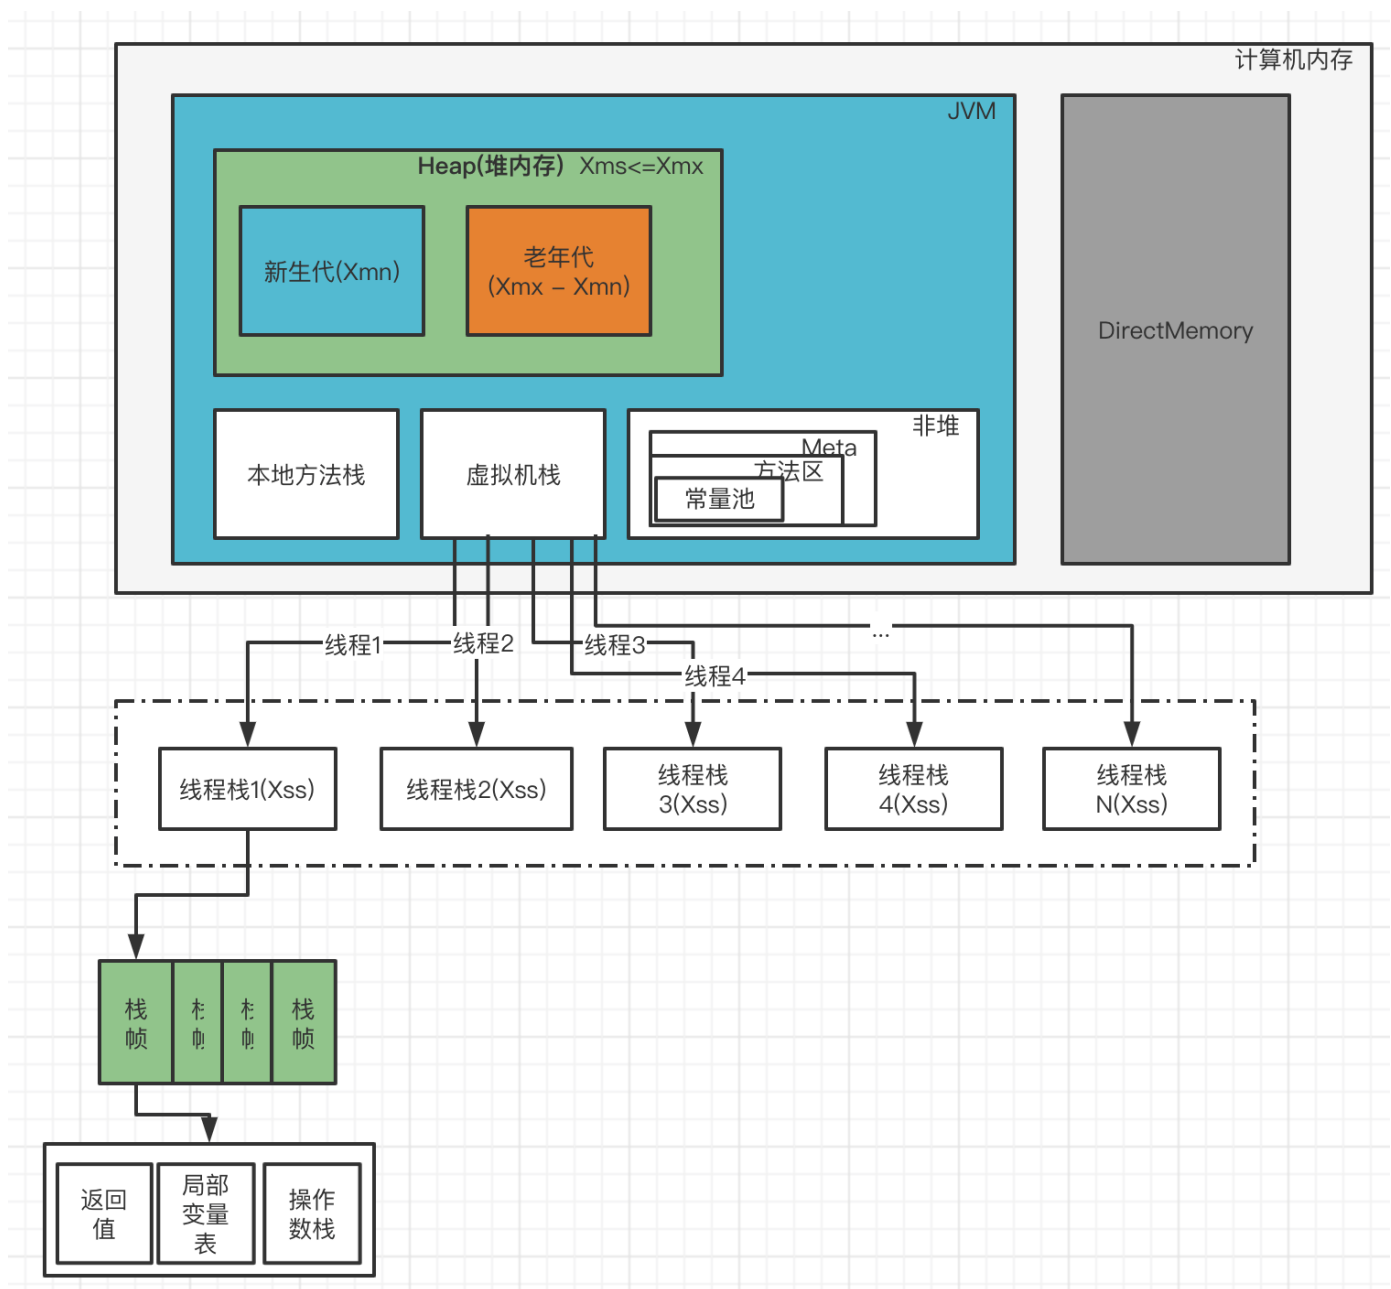 计算机内存
JVM
Heap(堆内存) Xms<=Xmx
新生代(Xmn)
老年代
(Xmx - Xmn)
DirectMemory
本地方法栈
虚拟机栈
非堆
Meta
方法区
常量池
...
线程1
线程2
线程3
线程4
线程栈1(Xss)
线程栈2(Xss)
线程栈
3(Xss)
线程栈
4(Xss)
线程栈
N(Xss)
栈
帧
栈
帧
栈
帧
栈
帧
返回
值
局部
变量
表
操作
数栈